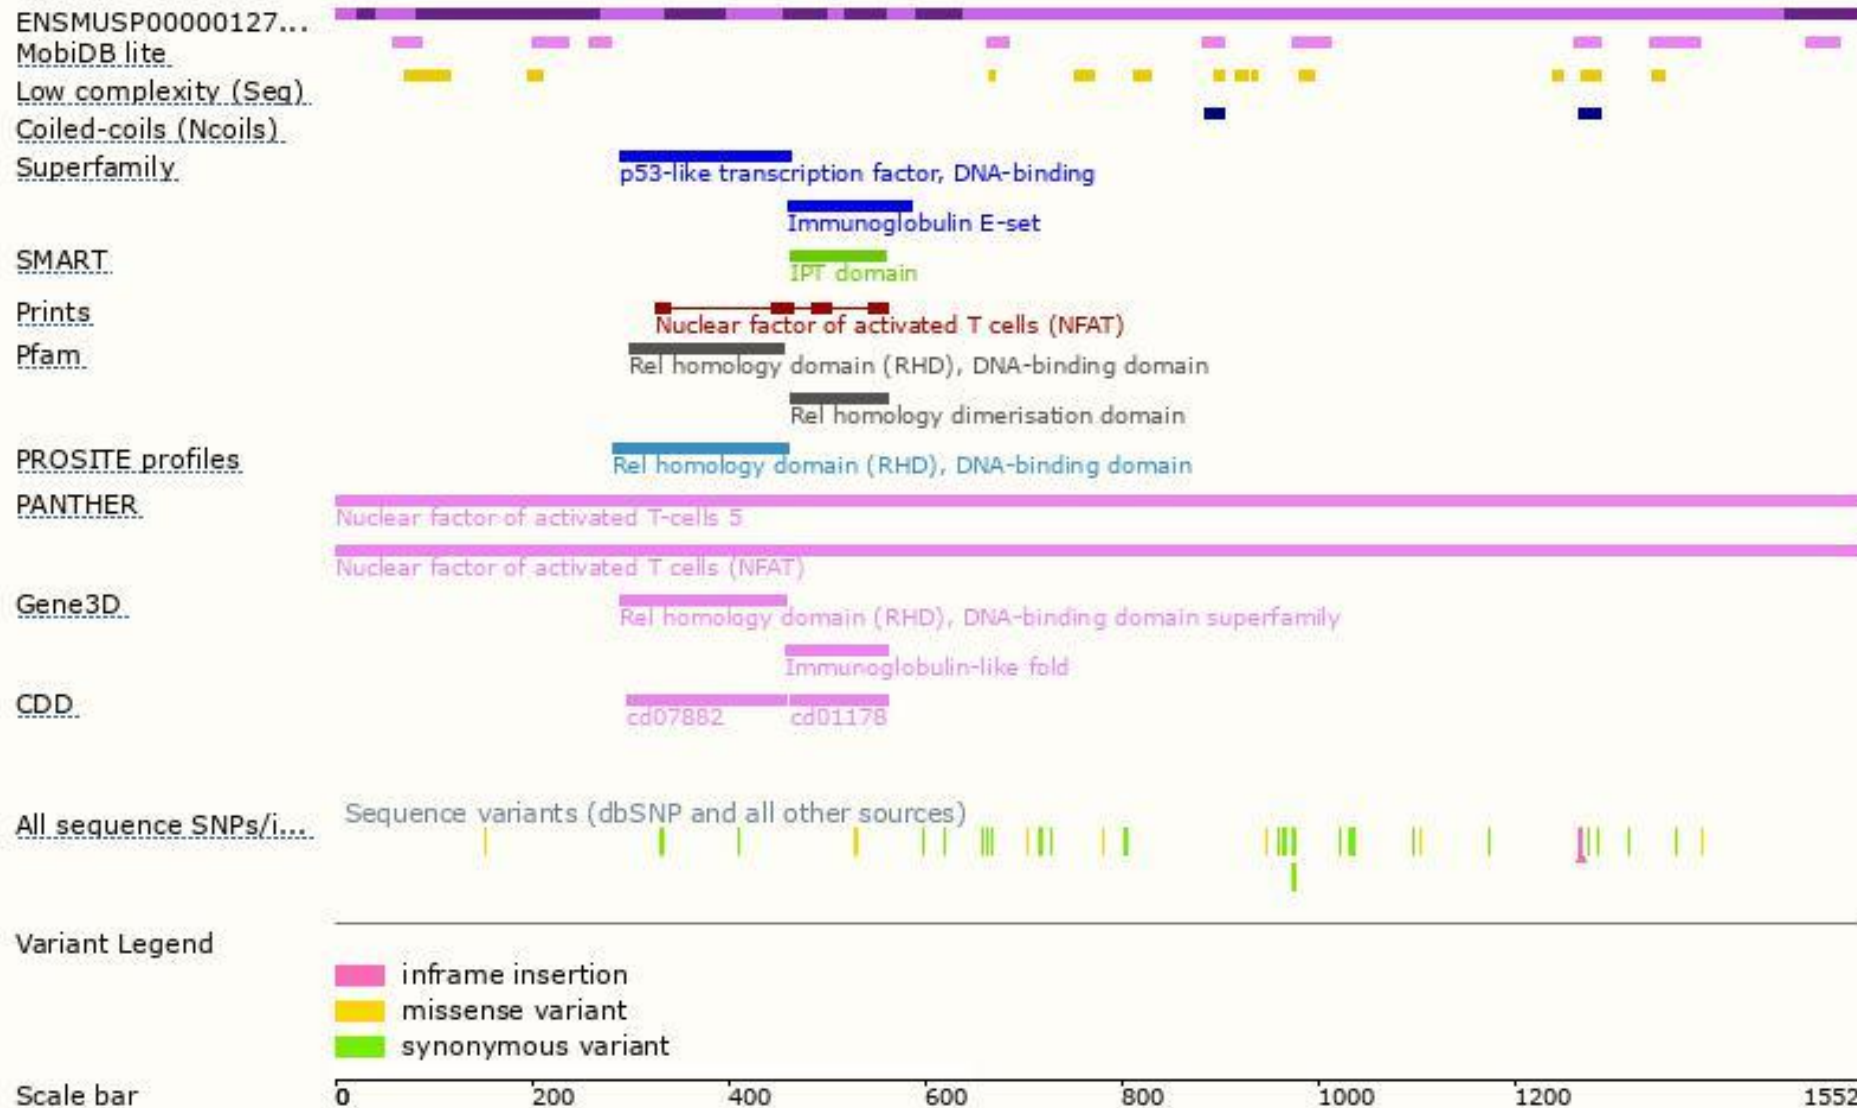 ENSMUSP00000127...
MobiDB lite
Low complexity (Seg)
Coiled-coils (Ncoils)
Superfamily
p53-like transcription factor, DNA-binding
Immunoglobulin E-set
SMART
IPT domain
Prints
Nuclear factor of activated T cells (NFAT)
Pfam
Rel homology domain (RHD), DNA-binding domain
Rel homology dimerisation domain
PROSITE profiles
Rel homology domain (RHD), DNA-binding domain
PANTHER
Nuclear factor of activated T-cells 5
Nuclear factor of activated T cells (NFAT)
Gene3D
Rel homology domain (RHD), DNA-binding domain superfamily
Immunoglobulin-like fold
CDD
cd07882 cd01178
Sequence variants (dbSNP and all other sources)
All sequence SNPs/i...
Variant Legend
inframe insertion
missense variant
synonymous variant
Scale bar 0 200 400 600 800 1000 1200 1552